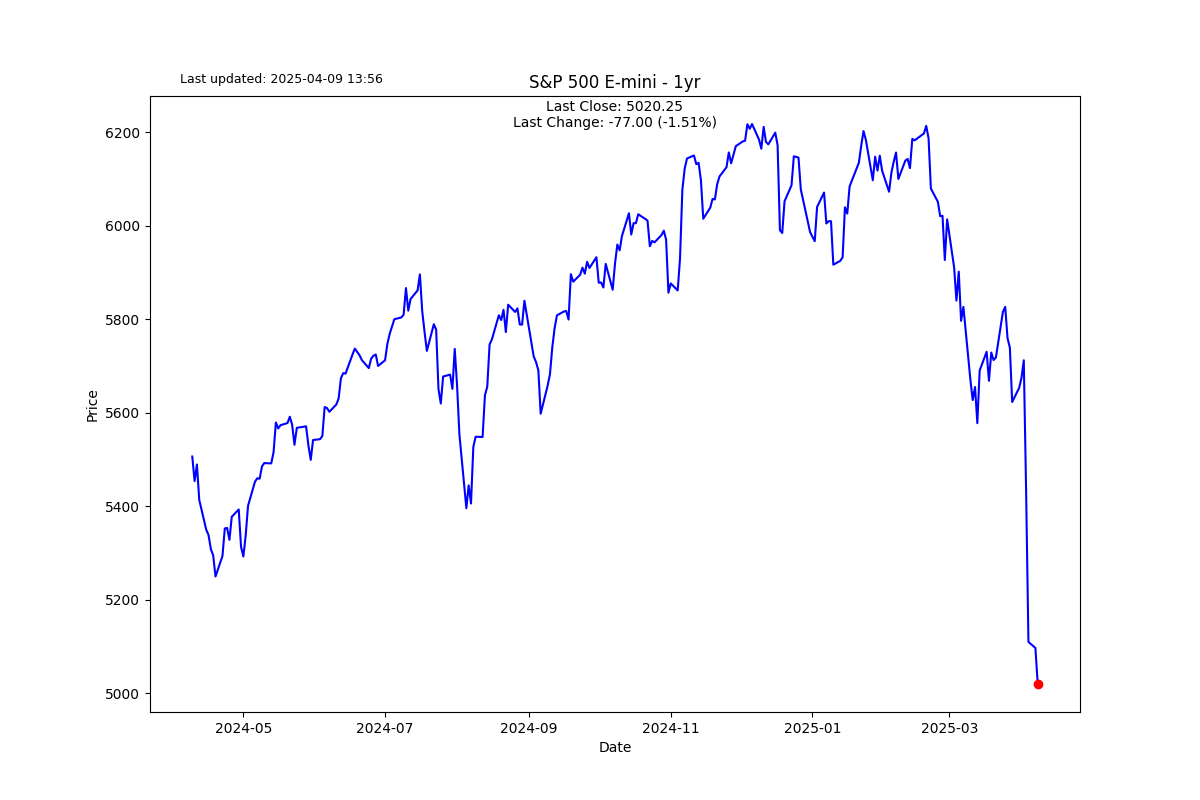 Last updated: 2025-04-09 13:56
S&P 500 E-mini - 1yr
Last Close: 5020.25
Last Change: -77.00 (-1.51%)
Price
6200
6000
5800
5600
5400
5200
5000
2024-05
2024-07
2024-09
2024-11
2025-01
2025-03
Date